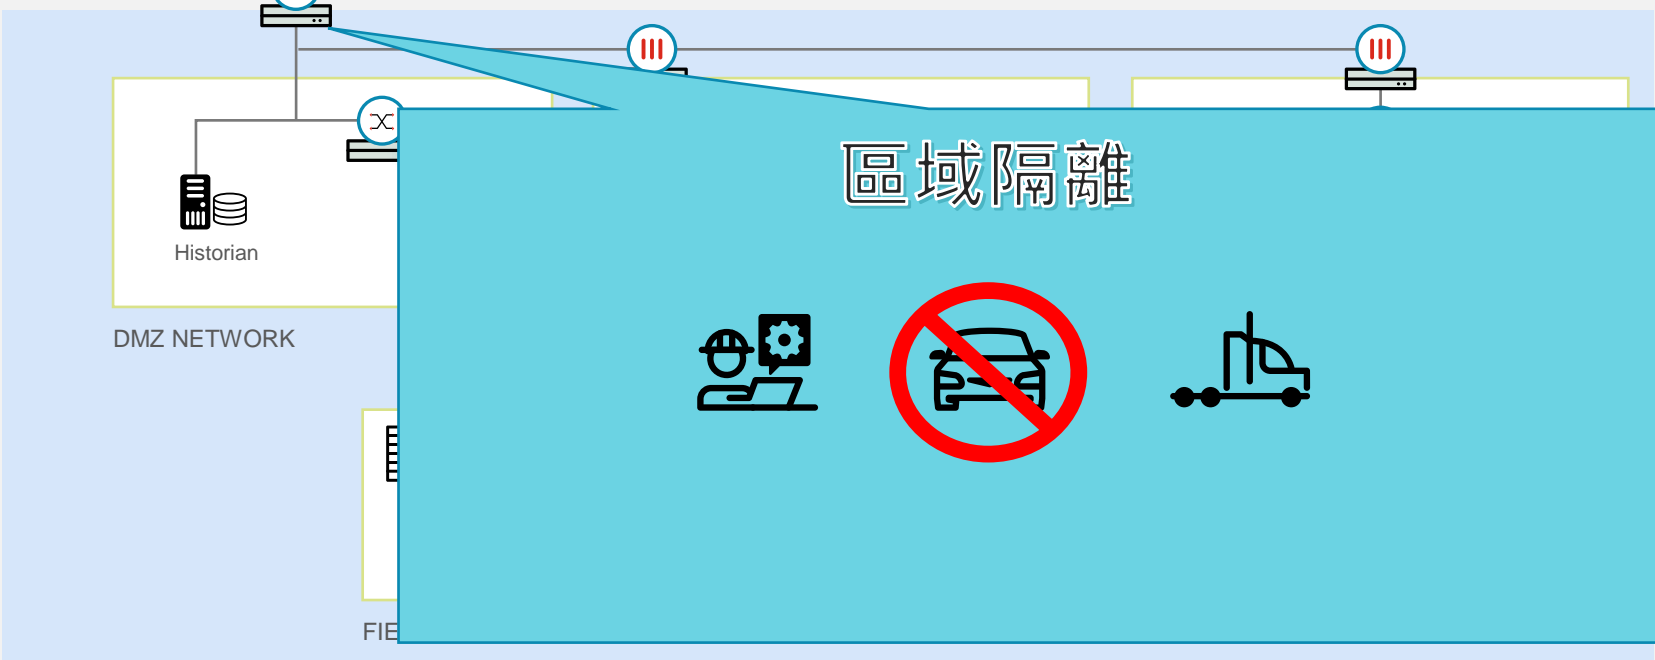 區域隔離
Historian
DMZ NETWORK
FIE